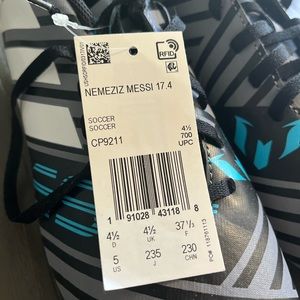 RFID
NEMEZIZ MESSI 17.4
SOCCER
SOCCER
CP9211
4½
700
UPC
1 91028 43118 8
4½ 4½ 37⅓
D UK F
5 235 230
US J CHN